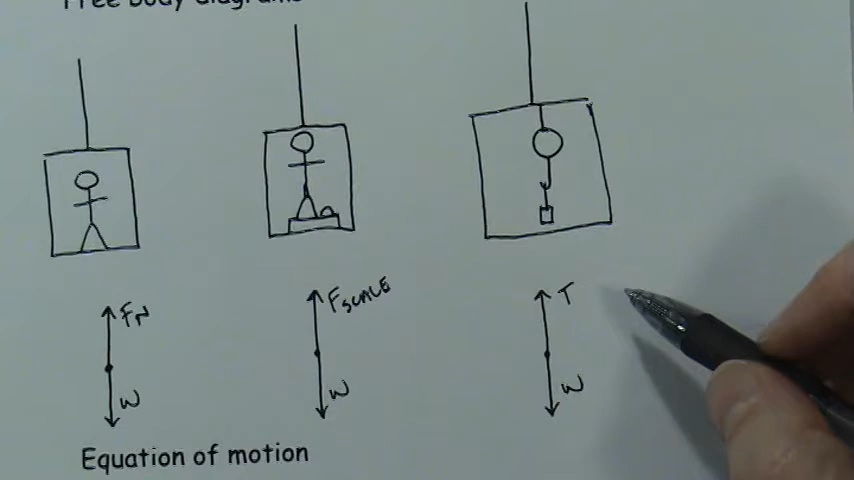 Free body diagrams
FN
FSCALE
T
W
W
W
Equation of motion